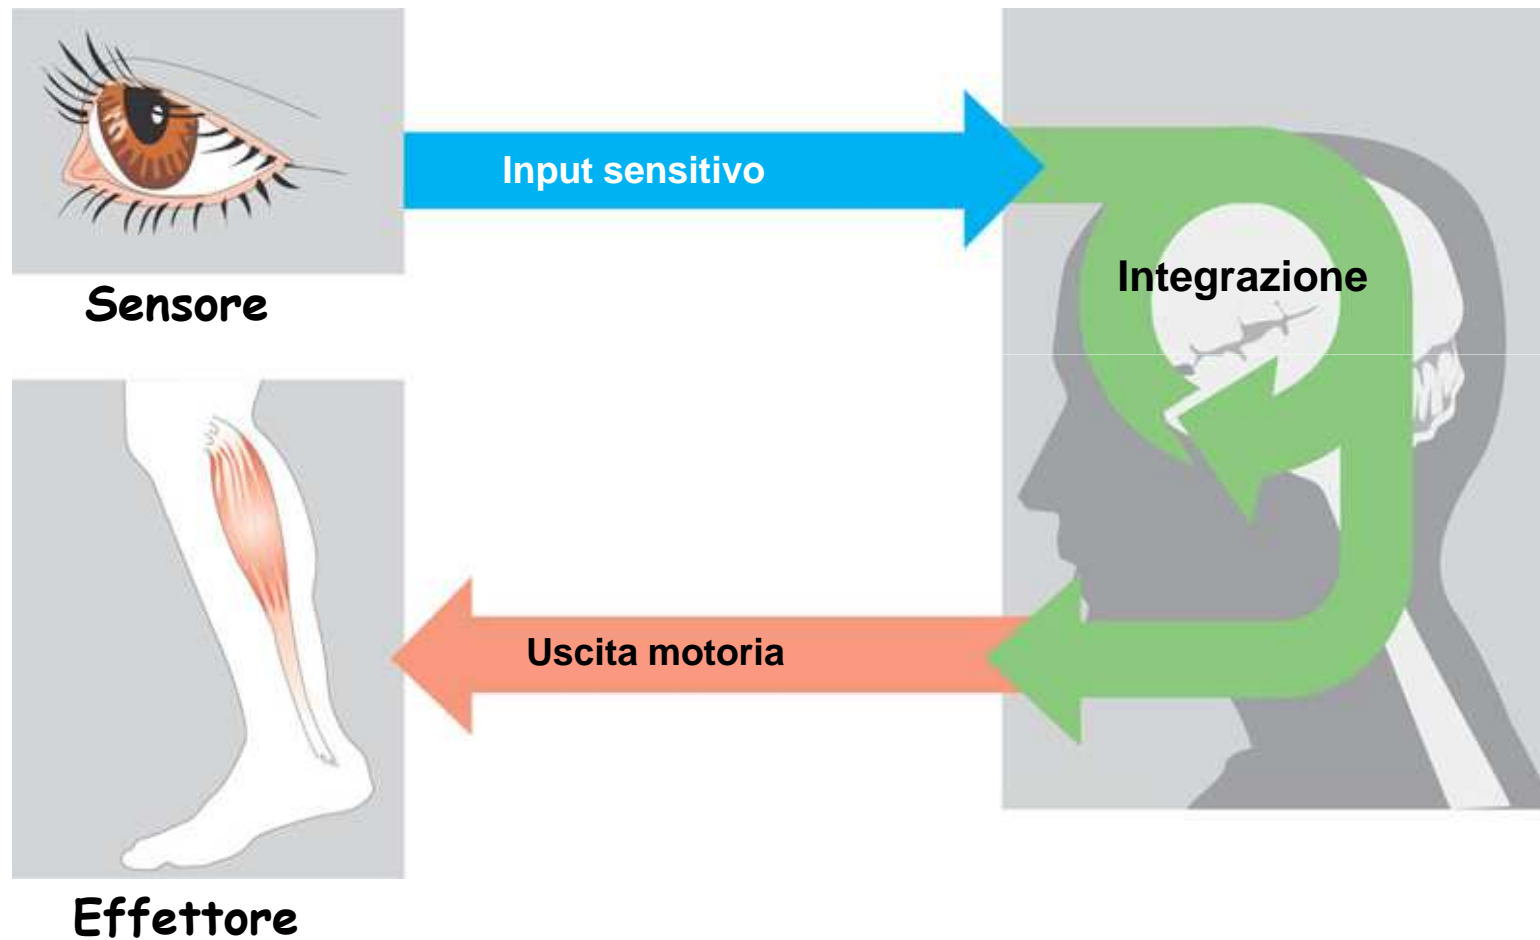 Input sensitivo
Integrazione
Sensore
Uscita motoria
Effettore